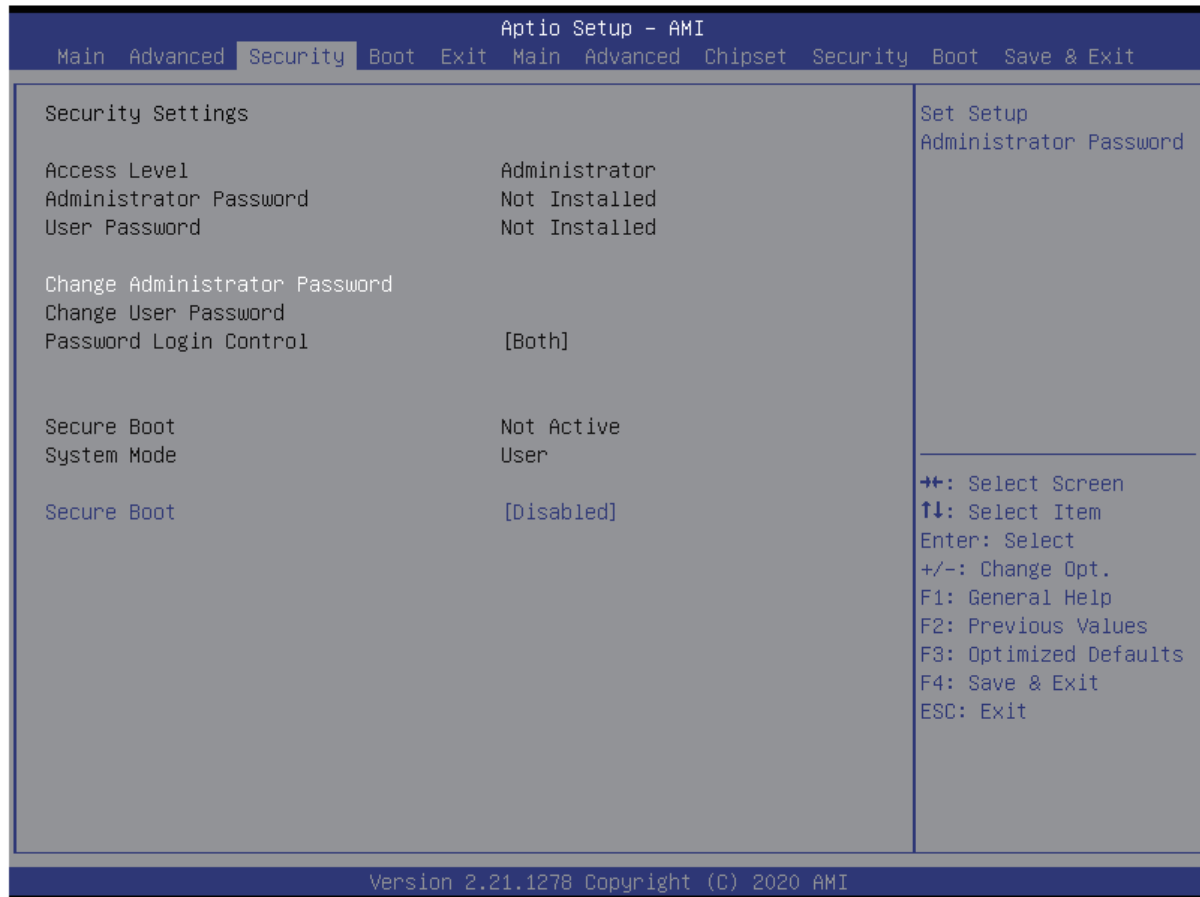 Aptio Setup – AMI
Main Advanced Security Boot Exit Main Advanced Chipset Security Boot Save & Exit
Security Settings
Access Level Administrator
Administrator Password Not Installed
User Password Not Installed
Change Administrator Password
Change User Password
Password Login Control [Both]
Secure Boot Not Active
System Mode User
Secure Boot [Disabled]
Set Setup
Administrator Password
→←: Select Screen
↑↓: Select Item
Enter: Select
+/-: Change Opt.
F1: General Help
F2: Previous Values
F3: Optimized Defaults
F4: Save & Exit
ESC: Exit
Version 2.21.1278 Copyright (C) 2020 AMI